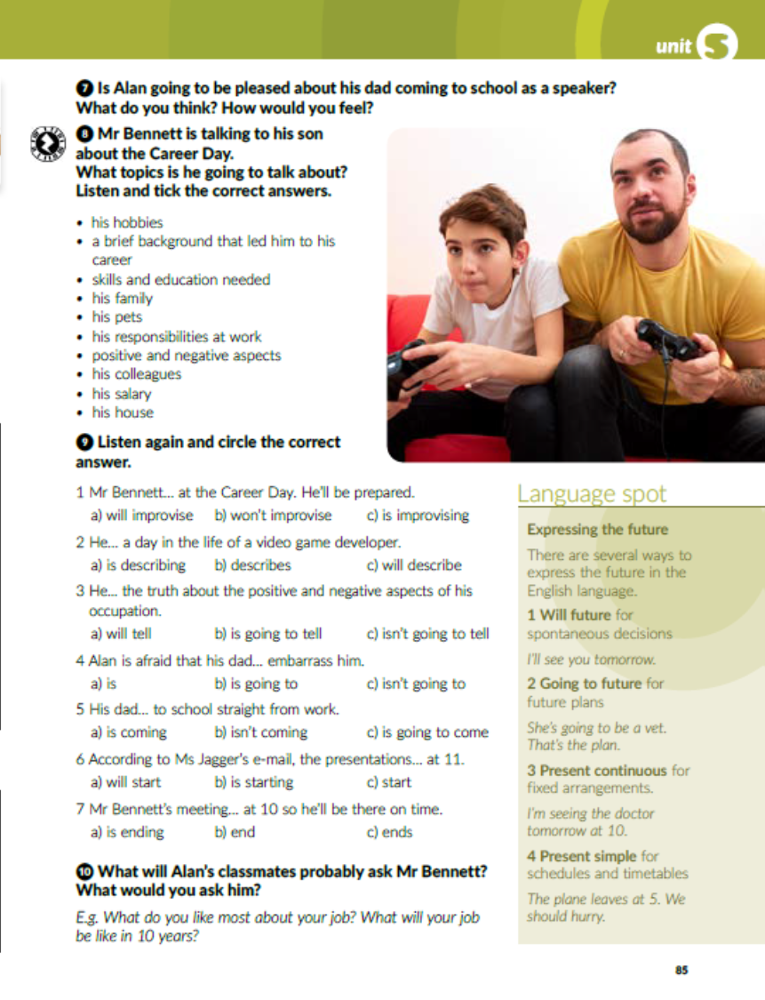 unit 5
7 Is Alan going to be pleased about his dad coming to school as a speaker?
What do you think? How would you feel?
8 Mr Bennett is talking to his son
about the Career Day.
What topics is he going to talk about?
Listen and tick the correct answers.
• his hobbies
• a brief background that led him to his
career
• skills and education needed
• his family
• his pets
• his responsibilities at work
• positive and negative aspects
• his colleagues
• his salary
• his house
9 Listen again and circle the correct
answer.
1 Mr Bennett... at the Career Day. He'll be prepared.
a) will improvise b) won't improvise c) is improvising
2 He... a day in the life of a video game developer.
a) is describing b) describes c) will describe
3 He... the truth about the positive and negative aspects of his
occupation.
a) will tell b) is going to tell c) isn't going to tell
4 Alan is afraid that his dad... embarrass him.
a) is b) is going to c) isn't going to
5 His dad... to school straight from work.
a) is coming b) isn't coming c) is going to come
6 According to Ms Jagger's e-mail, the presentations... at 11.
a) will start b) is starting c) start
7 Mr Bennett's meeting... at 10 so he'll be there on time.
a) is ending b) end c) ends
10 What will Alan's classmates probably ask Mr Bennett?
What would you ask him?
E.g. What do you like most about your job? What will your job
be like in 10 years?
Language spot
Expressing the future
There are several ways to
express the future in the
English language.
1 Will future for
spontaneous decisions
I'll see you tomorrow.
2 Going to future for
future plans
She's going to be a vet.
That's the plan.
3 Present continuous for
fixed arrangements.
I'm seeing the doctor
tomorrow at 10.
4 Present simple for
schedules and timetables
The plane leaves at 5. We
should hurry.
85